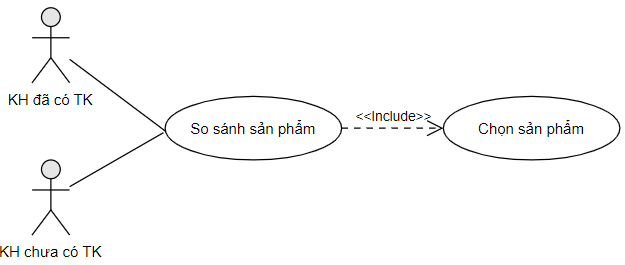 KH đã có TK
So sánh sản phẩm
<<Include>>
Chọn sản phẩm
KH chưa có TK